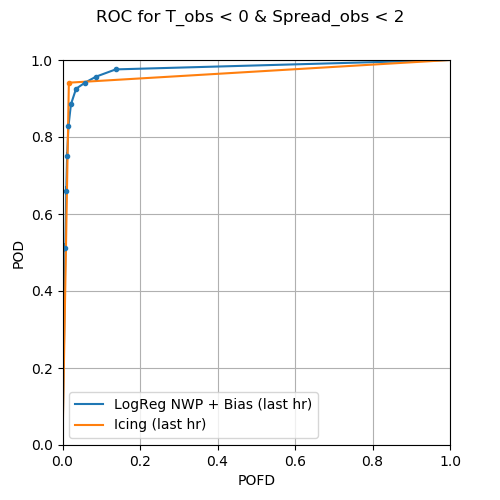 ROC for T_obs < 0 & Spread_obs < 2
1.0
0.8
0.6
0.4
0.2
0.0
POD
LogReg NWP + Bias (last hr)
Icing (last hr)
0.0 0.2 0.4 0.6 0.8 1.0
POFD